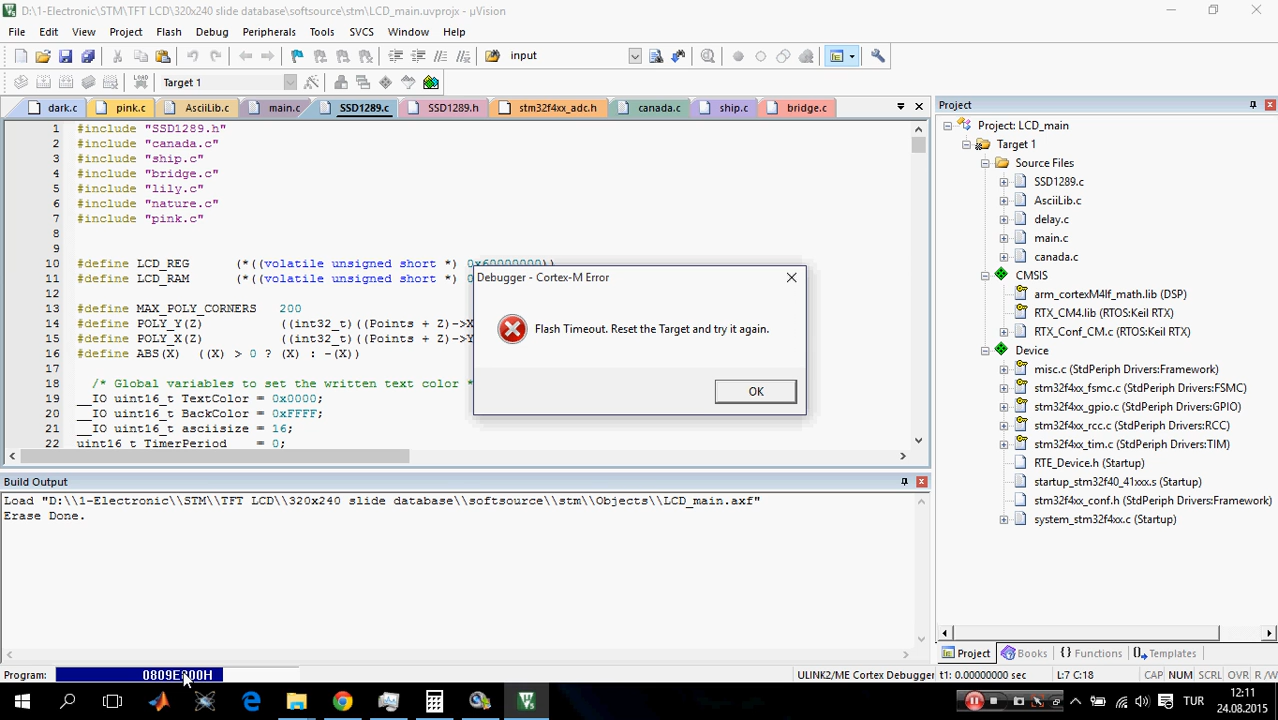 D:\1-Electronic\STM\TFT LCD\320x240 slide database\softsource\stm\LCD_main.uvprojx - µVision
File Edit View Project Flash Debug Peripherals Tools SVCS Window Help
input
LOAD Target 1
dark.c pink.c AsciiLib.c main.c SSD1289.c SSD1289.h stm32f4xx_adc.h canada.c ship.c bridge.c
1 #include "SSD1289.h"
2 #include "canada.c"
3 #include "ship.c"
4 #include "bridge.c"
5 #include "lily.c"
6 #include "nature.c"
7 #include "pink.c"
8
9
10 #define LCD_REG (*((volatile unsigned short *) 0x60000000))
11 #define LCD_RAM (*((volatile unsigned short *) 0
12
13 #define MAX_POLY_CORNERS 200
14 #define POLY_Y(Z) ((int32_t)((Points + Z)->X
15 #define POLY_X(Z) ((int32_t)((Points + Z)->Y
16 #define ABS(X) ((X) > 0 ? (X) : -(X))
17
18 /* Global variables to set the written text color *
19 __IO uint16_t TextColor = 0x0000;
20 __IO uint16_t BackColor = 0xFFFF;
21 __IO uint16_t asciisize = 16;
22 uint16_t TimerPeriod = 0;
Debugger - Cortex-M Error
Flash Timeout. Reset the Target and try it again.
OK
Project
Project: LCD_main
Target 1
Source Files
SSD1289.c
AsciiLib.c
delay.c
main.c
canada.c
CMSIS
arm_cortexM4lf_math.lib (DSP)
RTX_CM4.lib (RTOS:Keil RTX)
RTX_Conf_CM.c (RTOS:Keil RTX)
Device
misc.c (StdPeriph Drivers:Framework)
stm32f4xx_fsmc.c (StdPeriph Drivers:FSMC)
stm32f4xx_gpio.c (StdPeriph Drivers:GPIO)
stm32f4xx_rcc.c (StdPeriph Drivers:RCC)
stm32f4xx_tim.c (StdPeriph Drivers:TIM)
RTE_Device.h (Startup)
startup_stm32f40_41xxx.s (Startup)
stm32f4xx_conf.h (StdPeriph Drivers:Framework)
system_stm32f4xx.c (Startup)
Project Books {} Functions Templates
Build Output
Load "D:\\1-Electronic\\STM\\TFT LCD\\320x240 slide database\\softsource\\stm\\Objects\\LCD_main.axf"
Erase Done.
Program: 0809E800H ULINK2/ME Cortex Debugger t1: 0.00000000 sec L:7 C:18 CAP NUM SCRL OVR R /W
TUR 12:11
24.08.2015